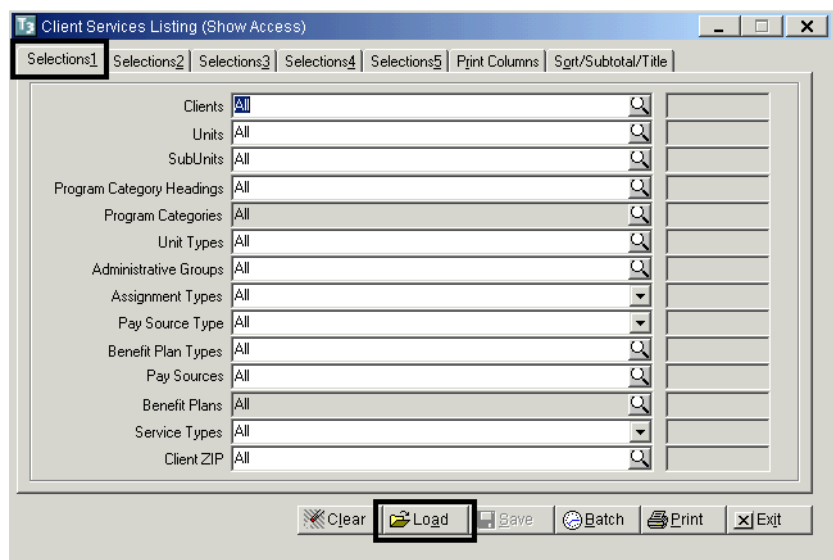 T3 Client Services Listing (Show Access)
Selections1 Selections2 Selections3 Selections4 Selections5 Print Columns Sort/Subtotal/Title
Clients All
Units All
SubUnits All
Program Category Headings All
Program Categories All
Unit Types All
Administrative Groups All
Assignment Types All
Pay Source Type All
Benefit Plan Types All
Pay Sources All
Benefit Plans All
Service Types All
Client ZIP All
Clear Load Save Batch Print Exit